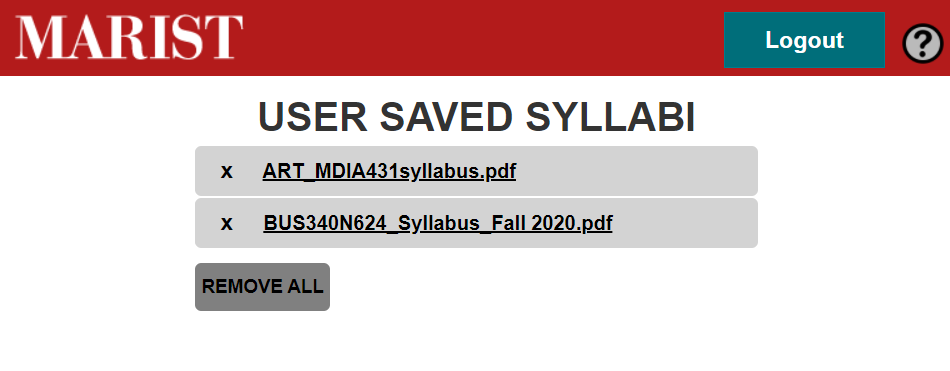 MARIST
Logout
?
USER SAVED SYLLABI
x ART_MDIA431syllabus.pdf
x BUS340N624_Syllabus_Fall 2020.pdf
REMOVE ALL